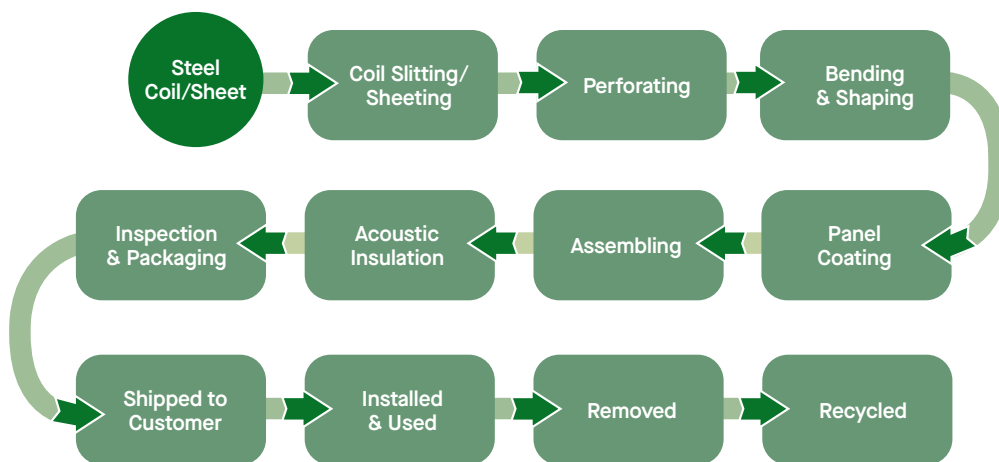 Steel
Coil/Sheet
Coil Slitting/
Sheeting
Perforating
Bending
& Shaping
Panel
Coating
Assembling
Acoustic
Insulation
Inspection
& Packaging
Shipped to
Customer
Installed
& Used
Removed
Recycled